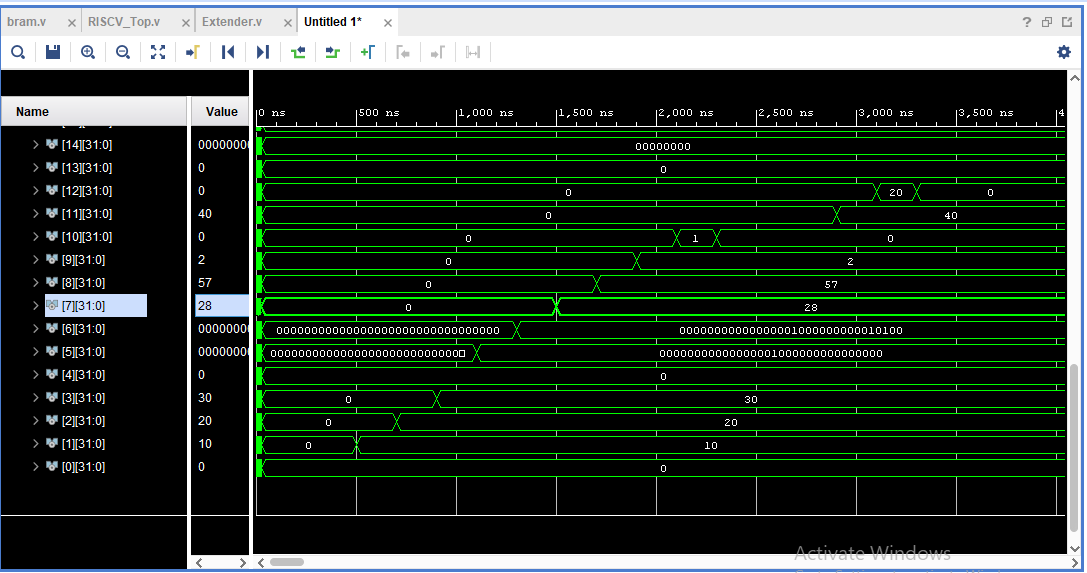 bram.v RISCV_Top.v Extender.v Untitled 1*
Name Value 0 ns 500 ns 1,000 ns 1,500 ns 2,000 ns 2,500 ns 3,000 ns 3,500 ns 4
[14][31:0] 00000000 00000000
[13][31:0] 0 0
[12][31:0] 0 0 20 0
[11][31:0] 40 0 40
[10][31:0] 0 0 1 0
[9][31:0] 2 0 2
[8][31:0] 57 0 57
[7][31:0] 28 0 28
[6][31:0] 00000000 00000000000000000000000000000000 00000000000000001000000000010100
[5][31:0] 00000000 000000000000000000000000000 00000000000000001000000000000000
[4][31:0] 0 0
[3][31:0] 30 0 30
[2][31:0] 20 0 20
[1][31:0] 10 0 10
[0][31:0] 0 0
Activate Windows